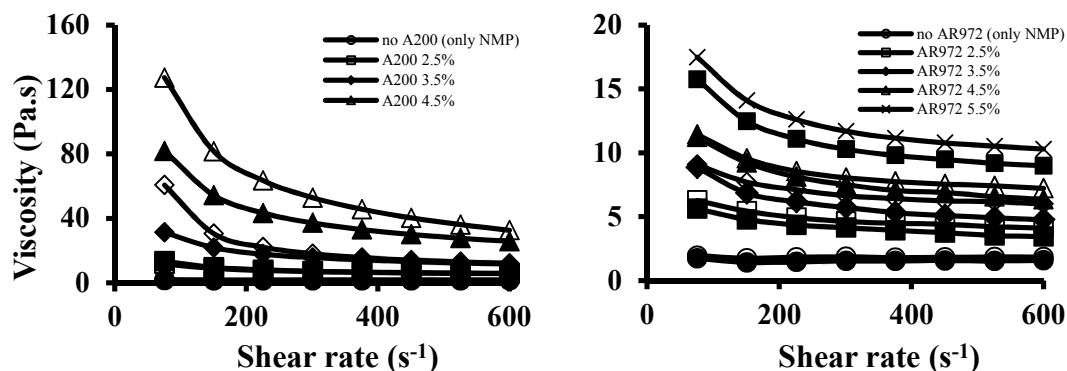 Viscosity (Pa.s)
160
120
80
40
0
0 200 400 600
Shear rate (s⁻¹)
no A200 (only NMP)
A200 2.5%
A200 3.5%
A200 4.5%
20
15
10
5
0
0 200 400 600
Shear rate (s⁻¹)
no AR972 (only NMP)
AR972 2.5%
AR972 3.5%
AR972 4.5%
AR972 5.5%